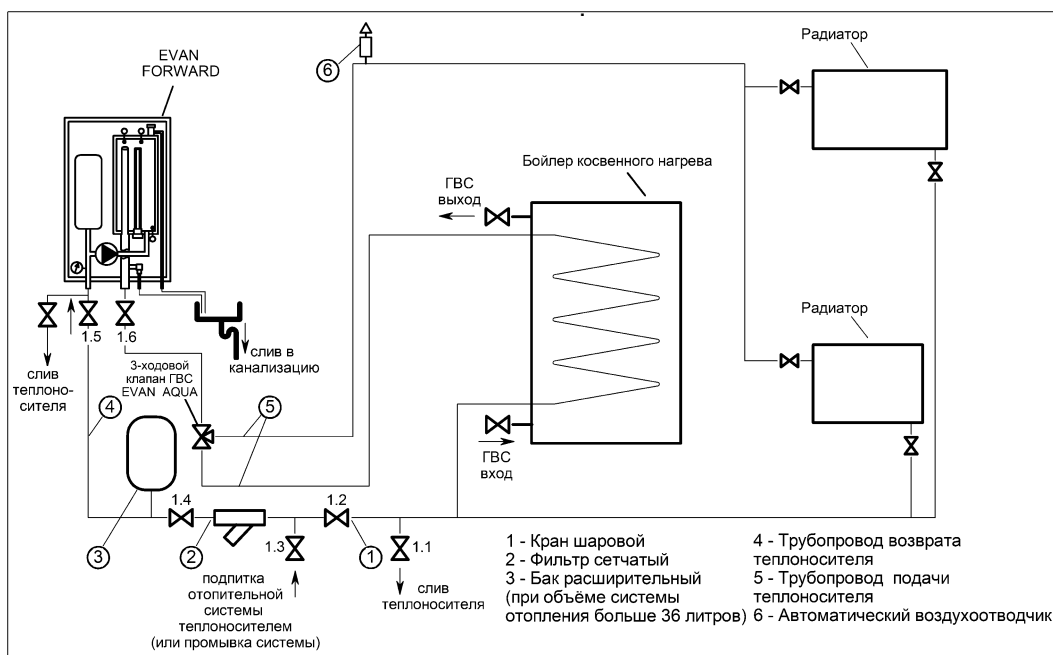 EVAN
FORWARD
6
Радиатор
Бойлер косвенного нагрева
ГВС
выход
1.5
1.6
слив
теплоно-
сителя
слив в
канализацию
3-ходовой
клапан ГВС
EVAN AQUA
4
5
Радиатор
ГВС
вход
1.4
1.2
3
2
1.3
1
1.1
подпитка
отопительной
системы
теплоносителем
(или промывка системы)
слив
теплоносителя
1 - Кран шаровой
2 - Фильтр сетчатый
3 - Бак расширительный
(при объёме системы
отопления больше 36 литров)
4 - Трубопровод возврата
теплоносителя
5 - Трубопровод подачи
теплоносителя
6 - Автоматический воздухоотводчик